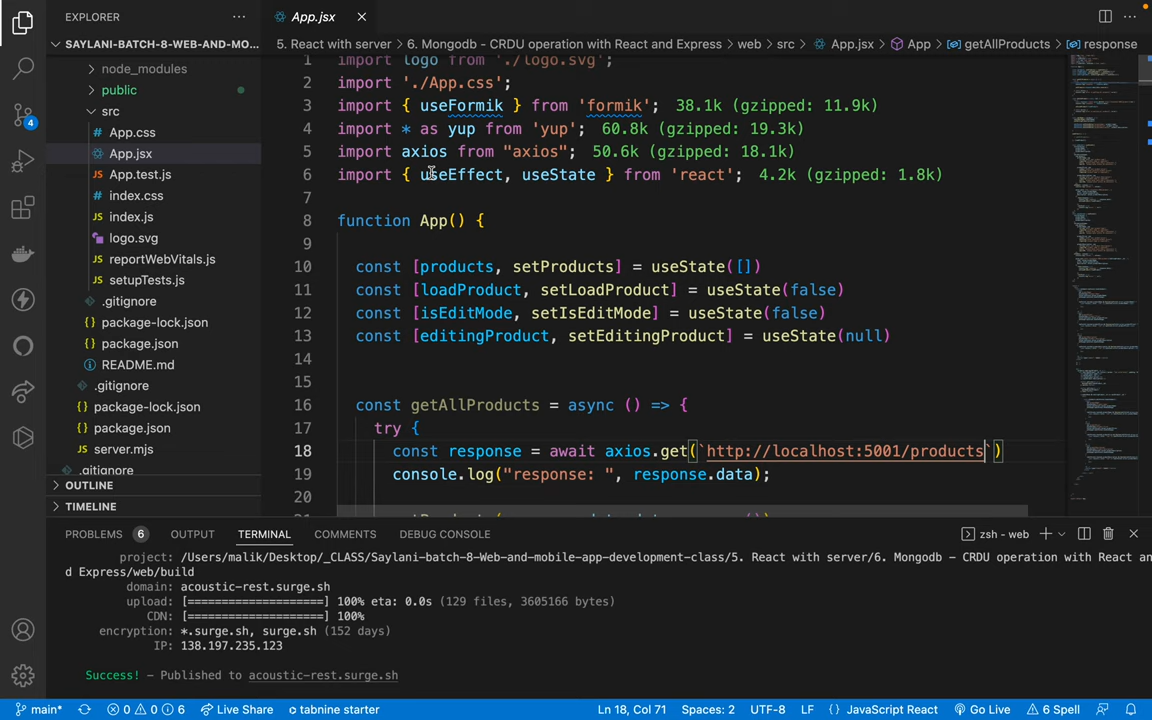 EXPLORER
SAYLANI-BATCH-8-WEB-AND-MO...
node_modules
public
src
# App.css
App.jsx
JS App.test.js
# index.css
JS index.js
logo.svg
JS reportWebVitals.js
JS setupTests.js
.gitignore
{} package-lock.json
{} package.json
README.md
.gitignore
{} package-lock.json
{} package.json
JS server.mjs
.gitignore
OUTLINE
TIMELINE
4
App.jsx
5. React with server > 6. Mongodb - CRDU operation with React and Express > web > src > App.jsx > App > getAllProducts > response
1 import logo from './logo.svg';
2 import './App.css';
3 import { useFormik } from 'formik'; 38.1k (gzipped: 11.9k)
4 import * as yup from 'yup'; 60.8k (gzipped: 19.3k)
5 import axios from "axios"; 50.6k (gzipped: 18.1k)
6 import { useEffect, useState } from 'react'; 4.2k (gzipped: 1.8k)
7
8 function App() {
9
10 const [products, setProducts] = useState([])
11 const [loadProduct, setLoadProduct] = useState(false)
12 const [isEditMode, setIsEditMode] = useState(false)
13 const [editingProduct, setEditingProduct] = useState(null)
14
15
16 const getAllProducts = async () => {
17 try {
18 const response = await axios.get(`http://localhost:5001/products`)
19 console.log("response: ", response.data);
20
PROBLEMS 6 OUTPUT TERMINAL COMMENTS DEBUG CONSOLE zsh - web
project: /Users/malik/Desktop/_CLASS/Saylani-batch-8-Web-and-mobile-app-development-class/5. React with server/6. Mongodb - CRDU operation with React an
d Express/web/build
domain: acoustic-rest.surge.sh
upload: [====================] 100% eta: 0.0s (129 files, 3605166 bytes)
CDN: [====================] 100%
encryption: *.surge.sh, surge.sh (152 days)
IP: 138.197.235.123
Success! - Published to acoustic-rest.surge.sh
main* 0 0 6 Live Share tabnine starter Ln 18, Col 71 Spaces: 2 UTF-8 LF {} JavaScript React Go Live 6 Spell